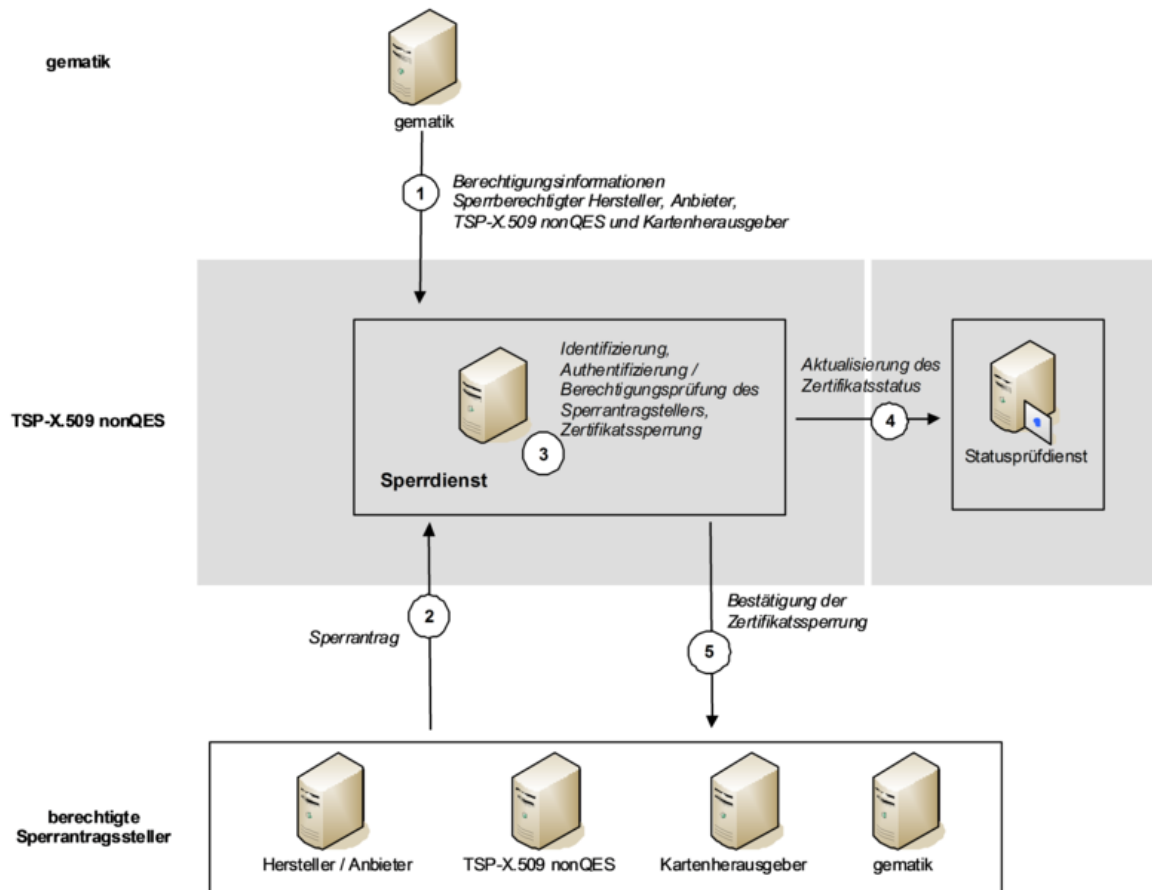 gematik
gematik
1
Berechtigungsinformationen
Sperrberechtigter Hersteller, Anbieter,
TSP-X.509 nonQES und Kartenherausgeber
TSP-X.509 nonQES
Identifizierung,
Authentifizierung /
Berechtigungsprüfung des
Sperrantragstellers,
Zertifikatssperrung
3
Sperrdienst
Aktualisierung des
Zertifikatsstatus
4
Statusprüfdienst
2
Sperrantrag
Bestätigung der
Zertifikatssperrung
5
berechtigte
Sperrantragssteller
Hersteller / Anbieter
TSP-X.509 nonQES
Kartenherausgeber
gematik